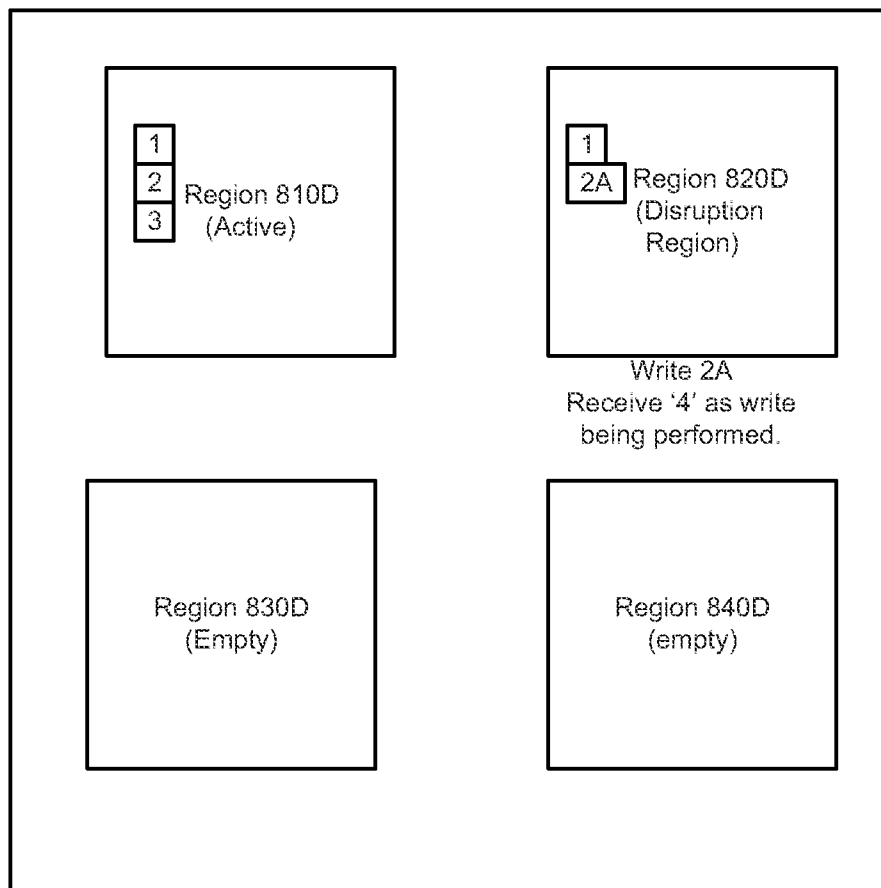 1
2
3
Region 810D
(Active)
1
2A
Region 820D
(Disruption
Region)
Write 2A
Receive ‘4’ as write
being performed.
Region 830D
(Empty)
Region 840D
(empty)